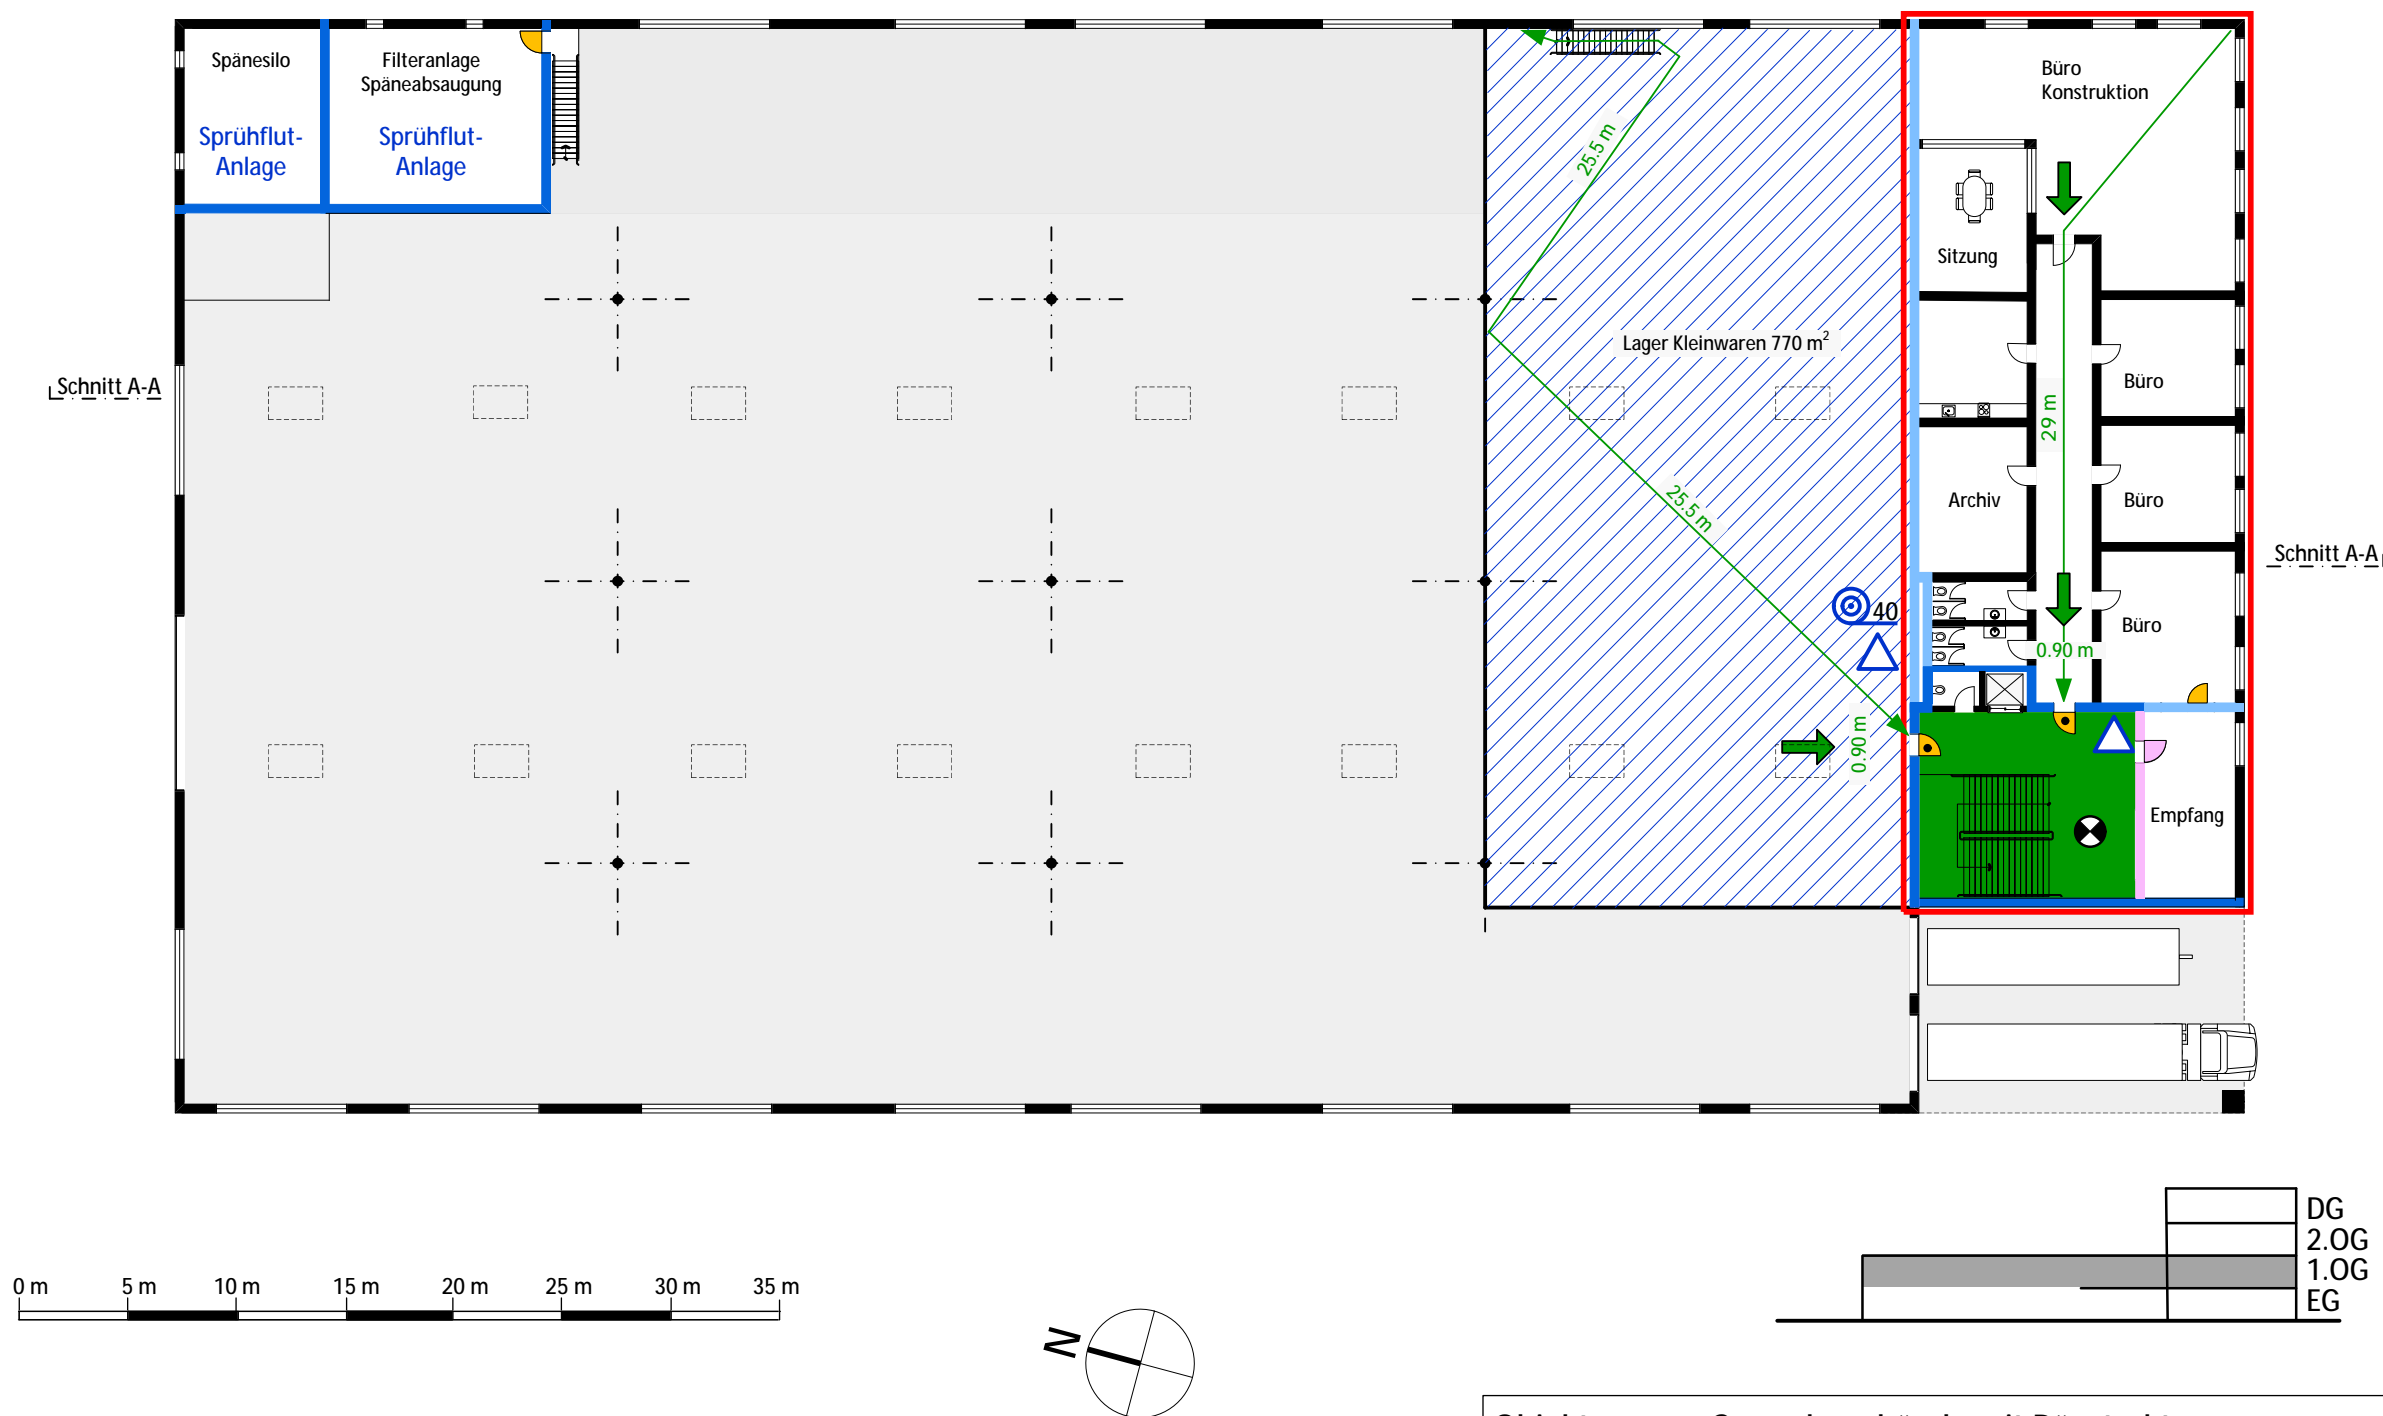 Spänesilo
Sprühflut-
Anlage
Filteranlage
Späneabsaugung
Sprühflut-
Anlage
25.5 m
Büro
Konstruktion
Sitzung
Lager Kleinwaren 770 m²
Schnitt A-A
Büro
29 m
25.5 m
Archiv
Büro
Schnitt A-A
40
Büro
0.90 m
0.90 m
Empfang
DG
2.OG
1.OG
EG
0 m 5 m 10 m 15 m 20 m 25 m 30 m 35 m
N